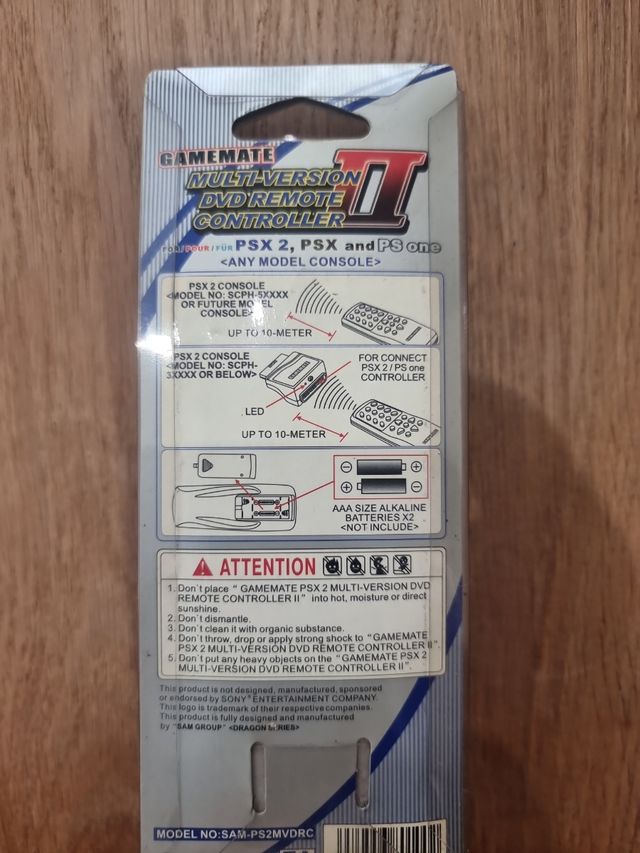 GAMEMATE
MULTI-VERSION
DVD REMOTE
CONTROLLER
II
FOR/POUR/FÜR PSX 2, PSX and PS one
<ANY MODEL CONSOLE>
PSX 2 CONSOLE
<MODEL NO: SCPH-5XXXX
OR FUTURE MODEL
CONSOLE>
UP TO 10-METER
PSX 2 CONSOLE
<MODEL NO: SCPH-
3XXXX OR BELOW>
FOR CONNECT
PSX 2 / PS one
CONTROLLER
LED
UP TO 10-METER
AAA SIZE ALKALINE
BATTERIES X2
<NOT INCLUDE>
ATTENTION
1. Don't place “ GAMEMATE PSX 2 MULTI-VERSION DVD
REMOTE CONTROLLER II ” into hot, moisture or direct
sunshine.
2. Don't dismantle.
3. Don't clean it with organic substance.
4. Don't throw, drop or apply strong shock to “GAMEMATE
PSX 2 MULTI-VERSION DVD REMOTE CONTROLLER II”.
5. Don't put any heavy objects on the “GAMEMATE PSX 2
MULTI-VERSION DVD REMOTE CONTROLLER II”.
This product is not designed, manufactured, sponsored
or endorsed by SONY® ENTERTAINMENT COMPANY.
This logo is trademark of their respective companies.
This product is fully designed and manufactured
by “SAM GROUP” <DRAGON SERIES>
MODEL NO:SAM-PS2MVDRC